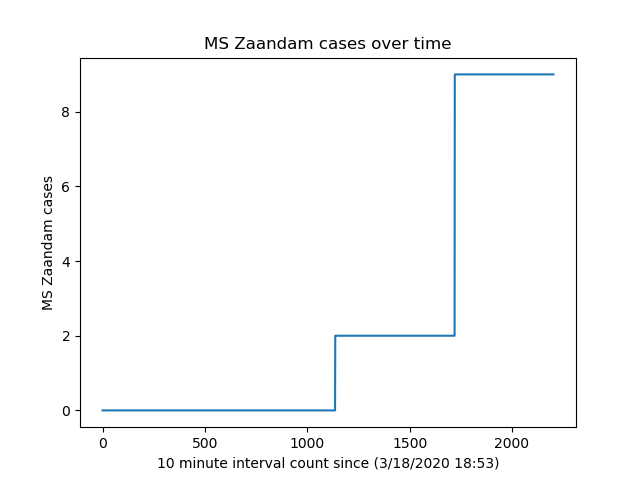 MS Zaandam cases over time
8
6
4
2
0
MS Zaandam cases
0 500 1000 1500 2000
10 minute interval count since (3/18/2020 18:53)